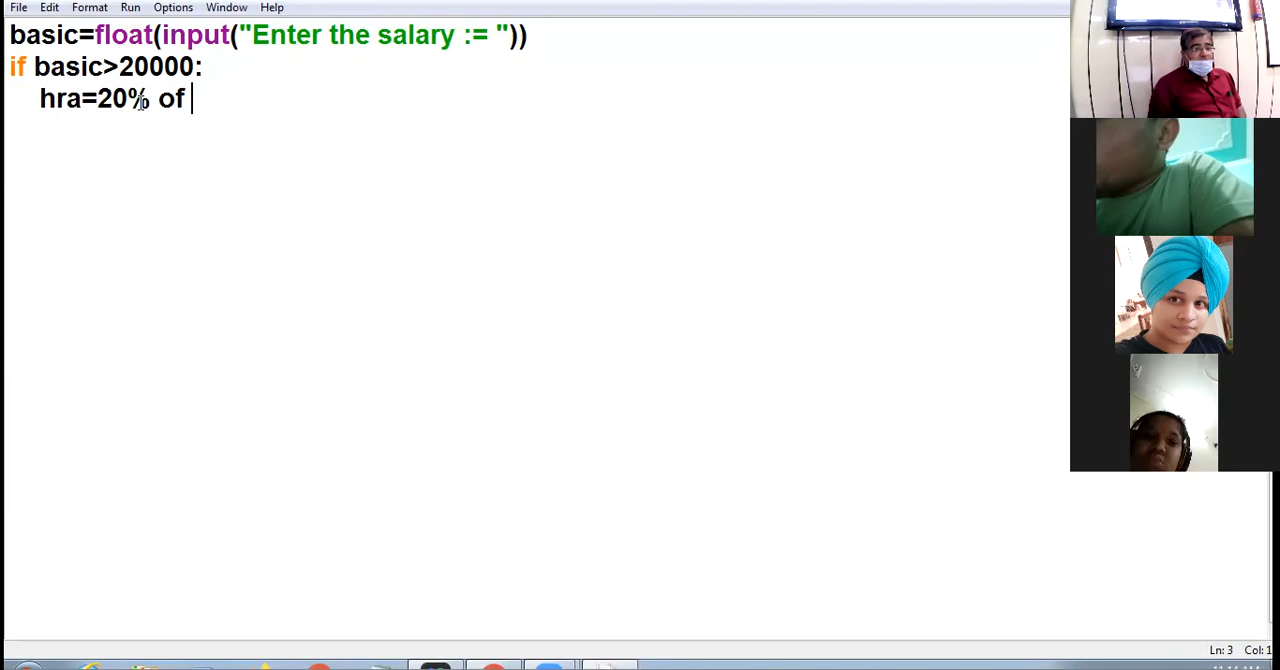 File Edit Format Run Options Window Help
basic=float(input("Enter the salary := "))
if basic>20000:
hra=20% of
Ln: 3 Col: 1